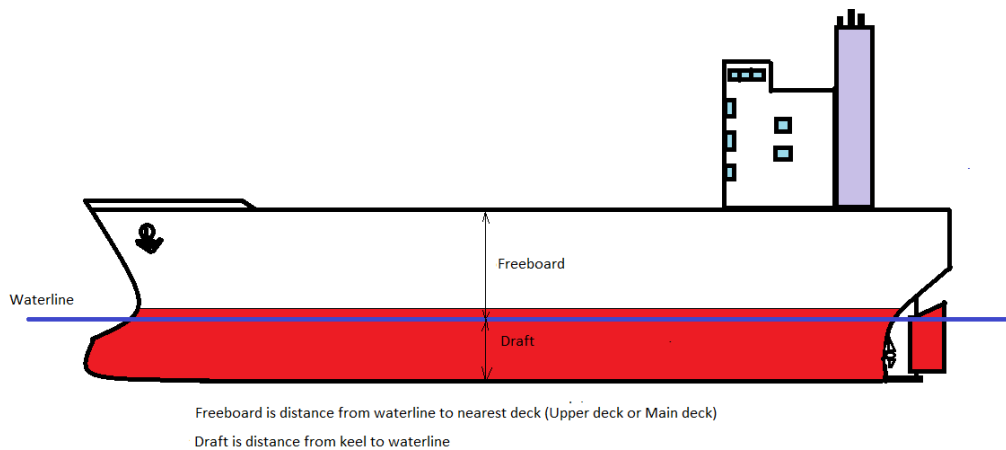 Freeboard
Waterline
Draft
Freeboard is distance from waterline to nearest deck (Upper deck or Main deck)
Draft is distance from keel to waterline